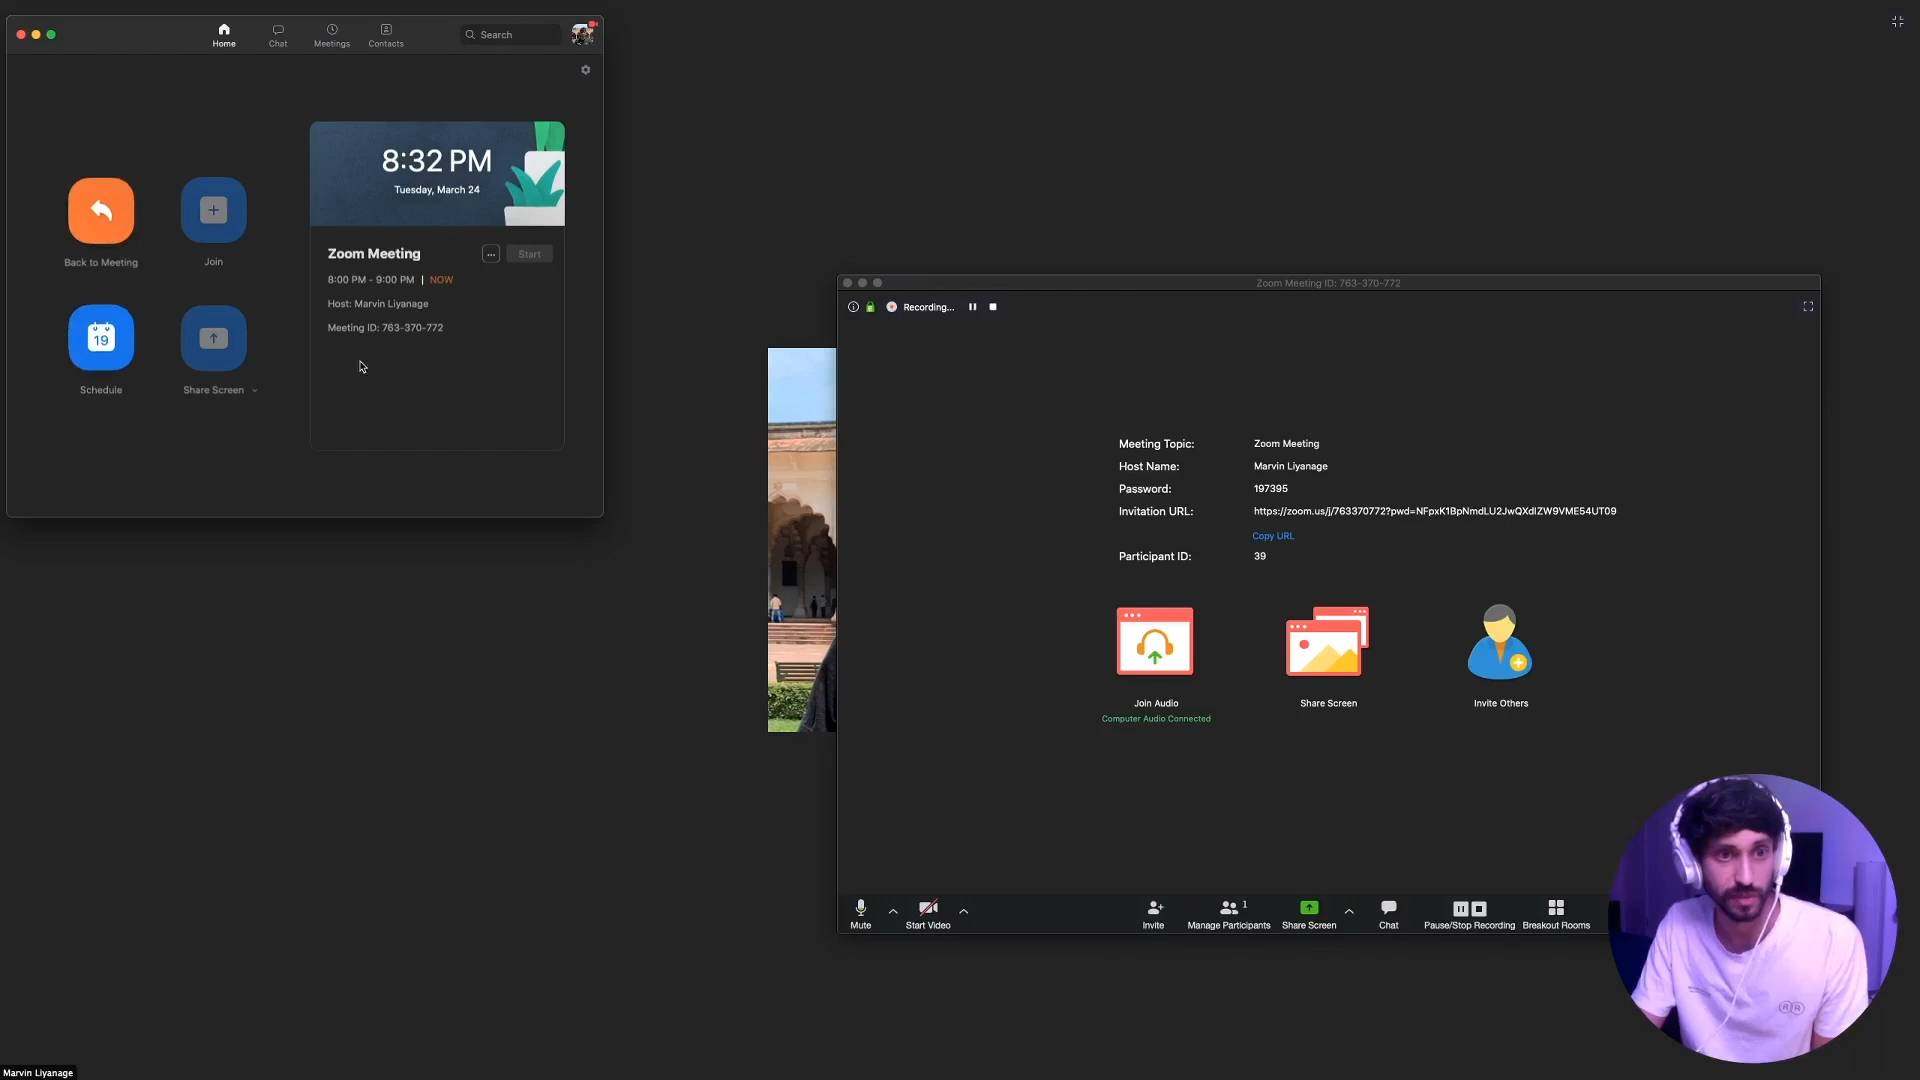 Home
Chat
Meetings
Contacts
Search
8:32 PM
Tuesday, March 24
Back to Meeting
Join
Zoom Meeting
...
Start
8:00 PM - 9:00 PM | NOW
Host: Marvin Liyanage
Meeting ID: 763-370-772
19
Schedule
Share Screen
Zoom Meeting ID: 763-370-772
Recording...
Meeting Topic: Zoom Meeting
Host Name: Marvin Liyanage
Password: 197395
Invitation URL: https://zoom.us/j/763370772?pwd=NFpxK1BpNmdLU2JwQXdIZW9VME54UT09
Copy URL
Participant ID: 39
Join Audio
Computer Audio Connected
Share Screen
Invite Others
Mute
Start Video
Invite
1
Manage Participants
Share Screen
Chat
Pause/Stop Recording
Breakout Rooms
Marvin Liyanage